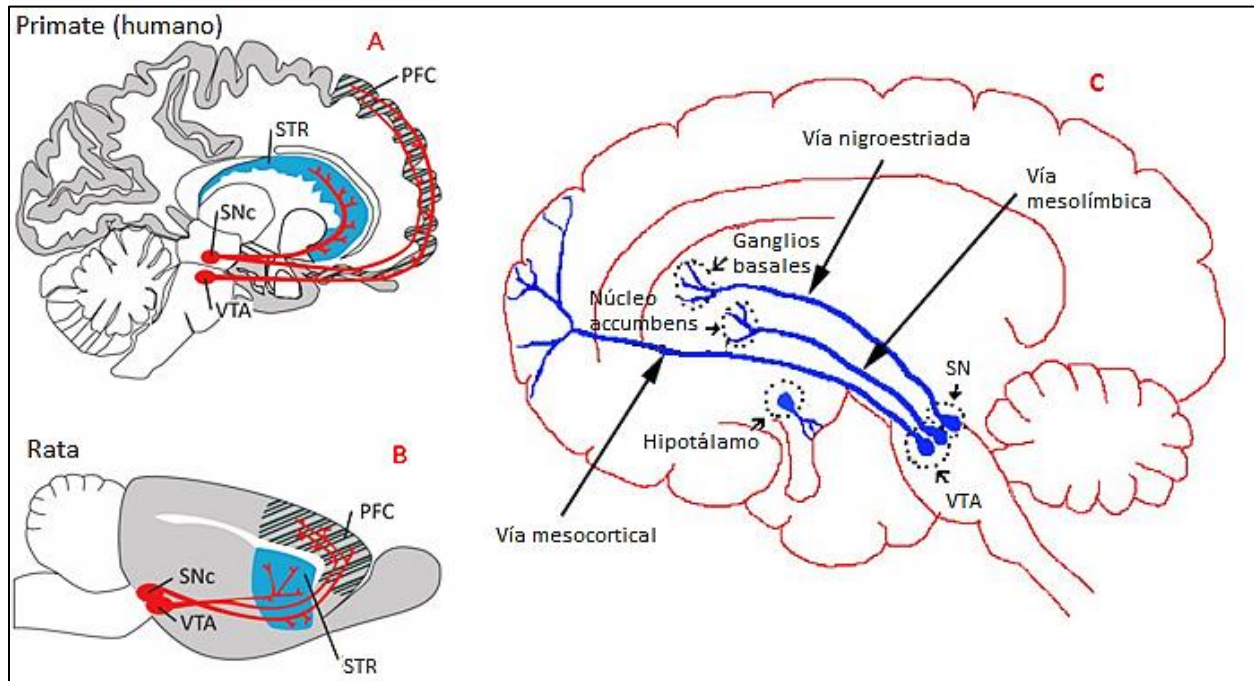 Primate (humano)
A
PFC
STR
SNc
VTA
Rata
B
PFC
SNc
VTA
STR
C
Vía nigroestriada
Vía
mesolímbica
Ganglios
basales
Núcleo
accumbens
SN
Hipotálamo
VTA
Vía mesocortical